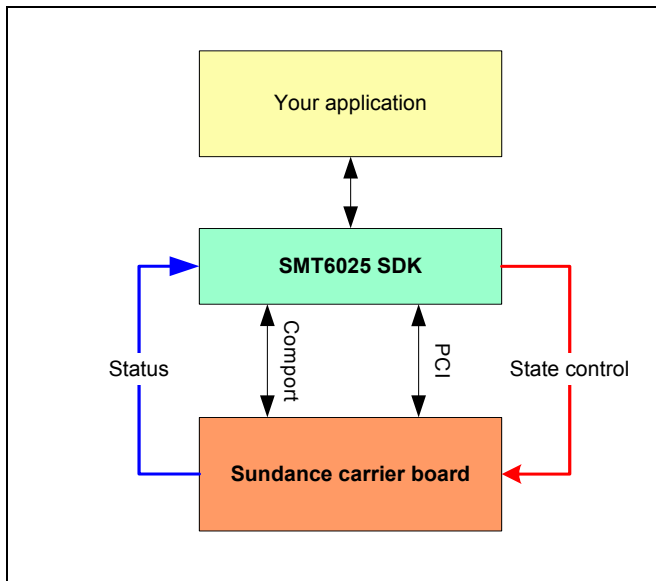 Your application
SMT6025 SDK
Comport
PCI
Status
State control
Sundance carrier board